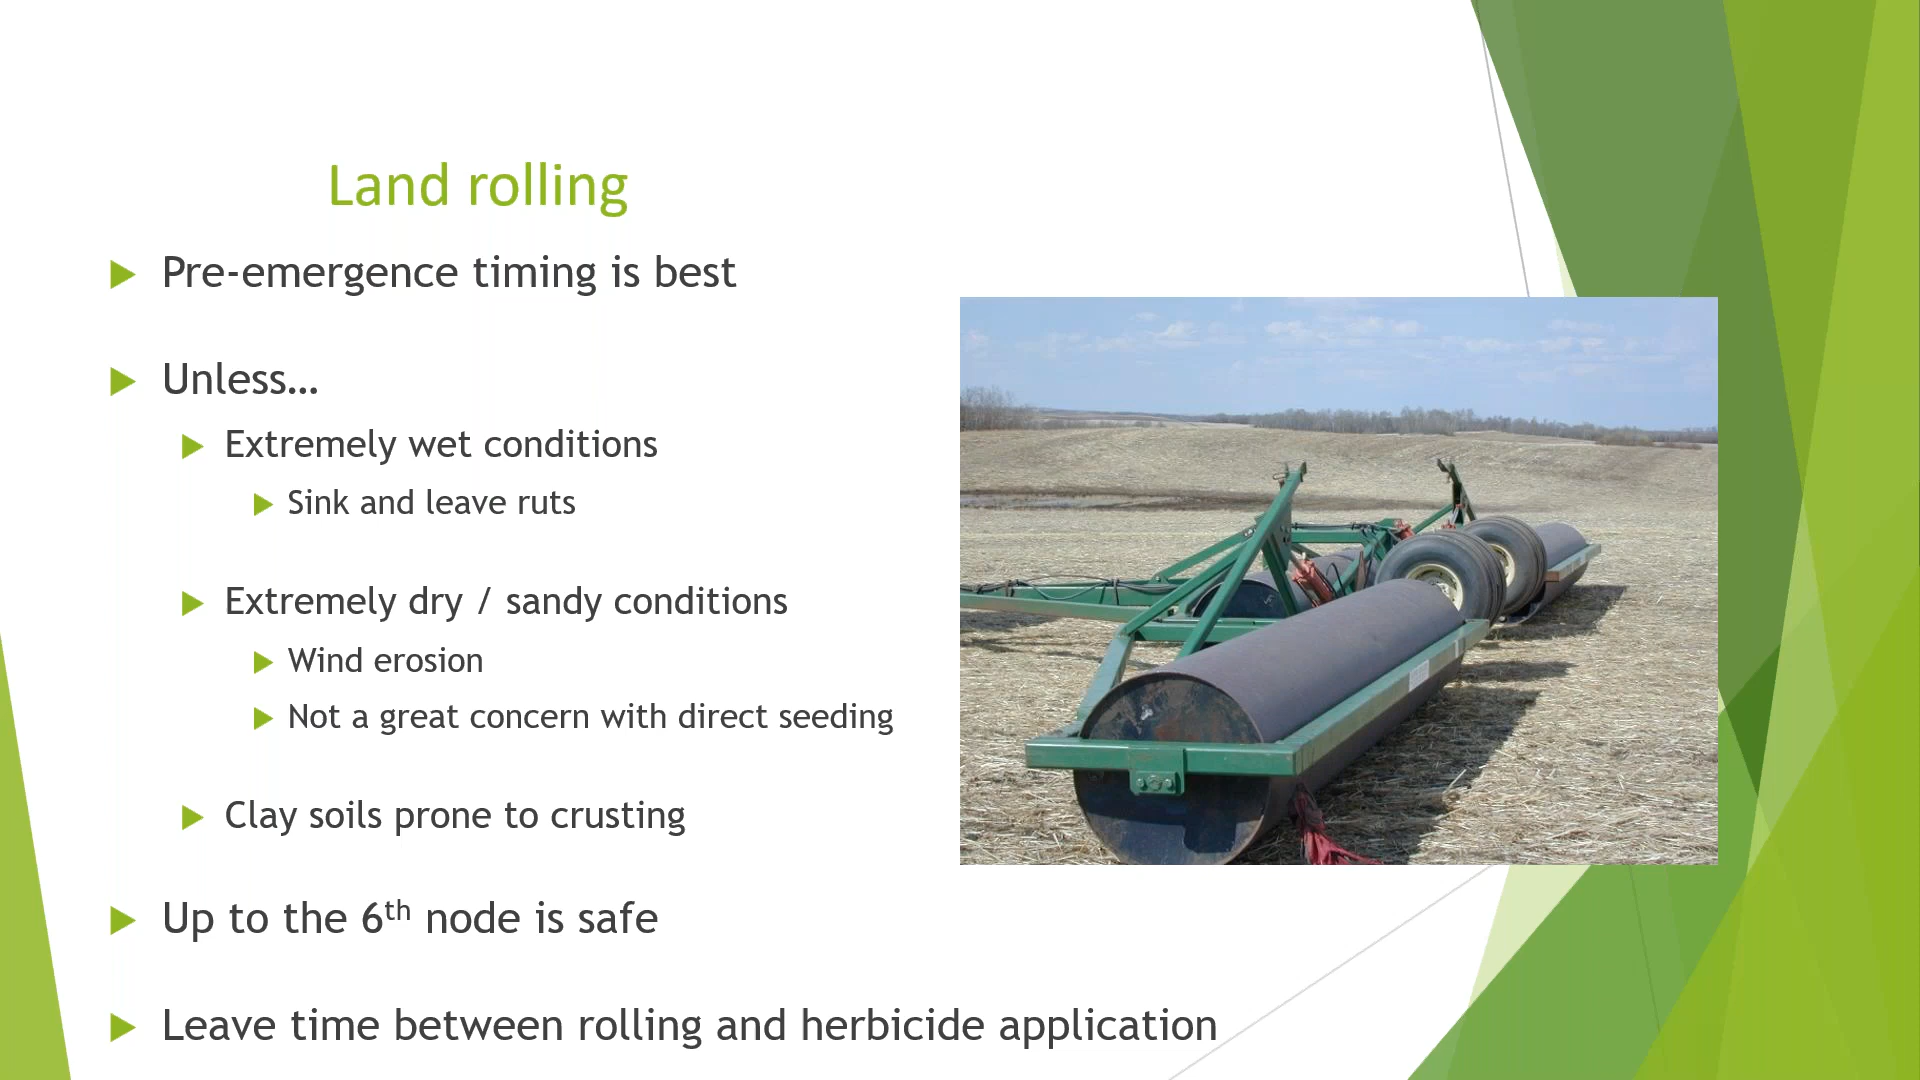 Land rolling
Pre-emergence timing is best
Unless…
Extremely wet conditions
Sink and leave ruts
Extremely dry / sandy conditions
Wind erosion
Not a great concern with direct seeding
Clay soils prone to crusting
Up to the 6th node is safe
Leave time between rolling and herbicide application